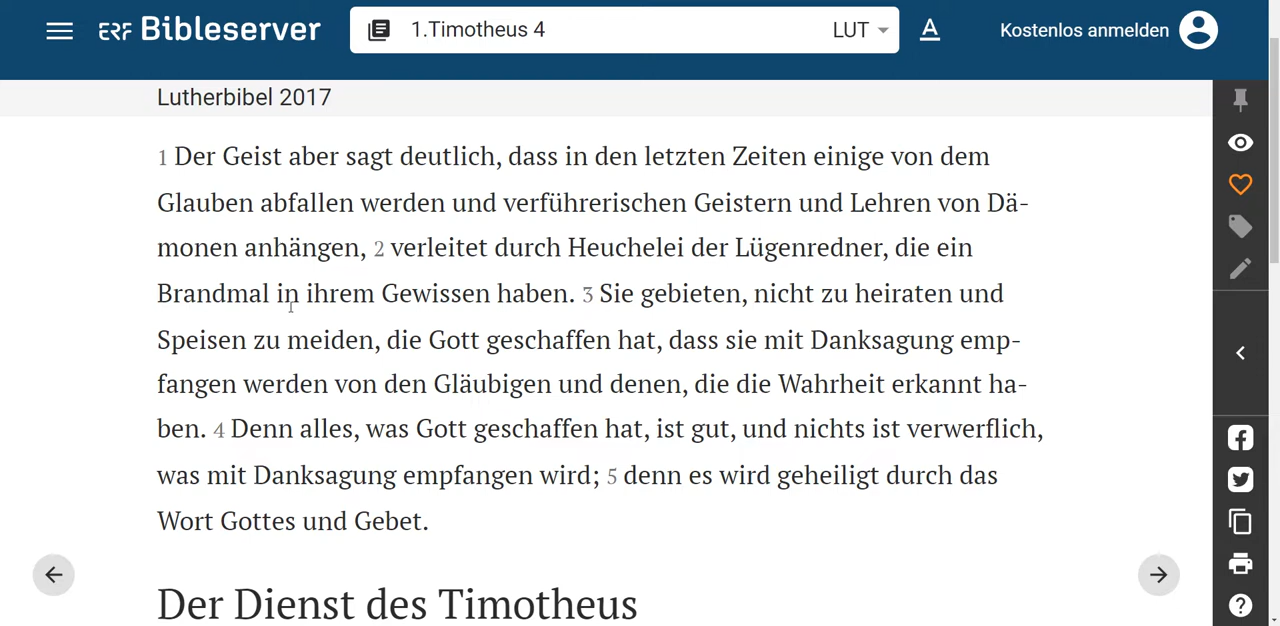 ERF Bibleserver
1.Timotheus 4
LUT
A
Kostenlos anmelden
Lutherbibel 2017
1 Der Geist aber sagt deutlich, dass in den letzten Zeiten einige von dem
Glauben abfallen werden und verführerischen Geistern und Lehren von Dä-
monen anhängen, 2 verleitet durch Heuchelei der Lügenredner, die ein
Brandmal in ihrem Gewissen haben. 3 Sie gebieten, nicht zu heiraten und
Speisen zu meiden, die Gott geschaffen hat, dass sie mit Danksagung emp-
fangen werden von den Gläubigen und denen, die die Wahrheit erkannt ha-
ben. 4 Denn alles, was Gott geschaffen hat, ist gut, und nichts ist verwerflich,
was mit Danksagung empfangen wird; 5 denn es wird geheiligt durch das
Wort Gottes und Gebet.
Der Dienst des Timotheus